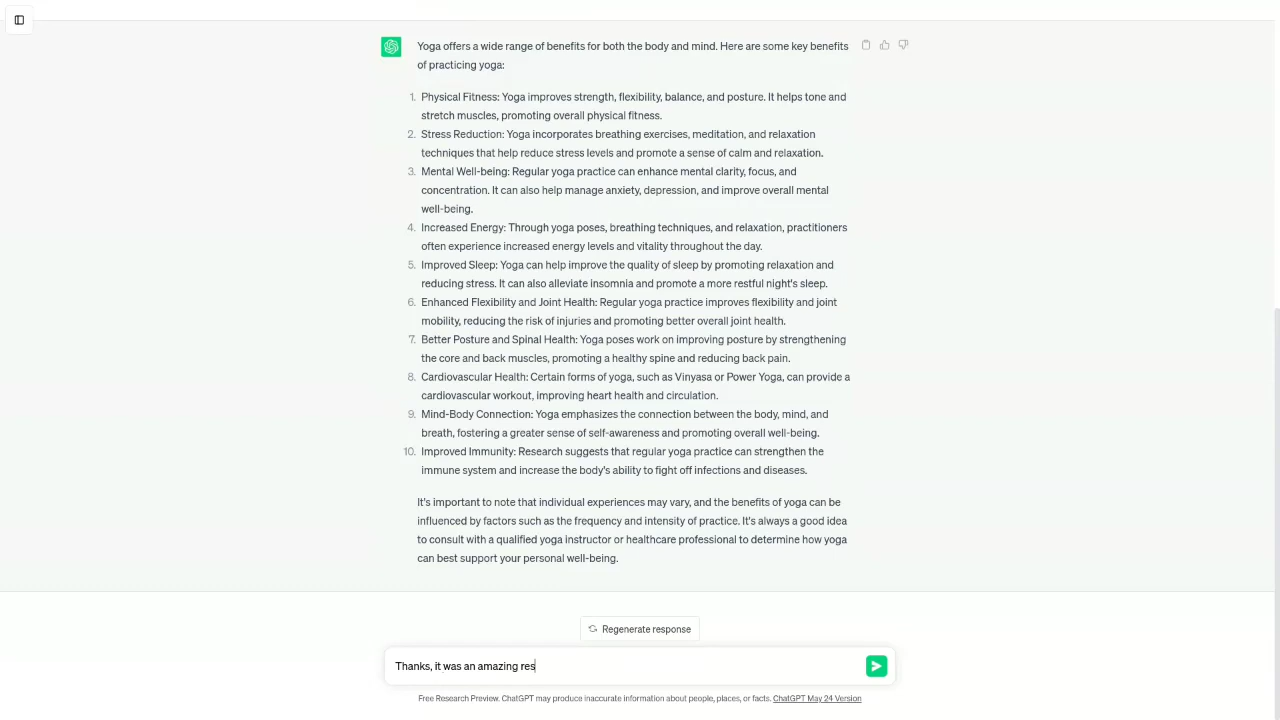 Yoga offers a wide range of benefits for both the body and mind. Here are some key benefits
of practicing yoga:
1. Physical Fitness: Yoga improves strength, flexibility, balance, and posture. It helps tone and
stretch muscles, promoting overall physical fitness.
2. Stress Reduction: Yoga incorporates breathing exercises, meditation, and relaxation
techniques that help reduce stress levels and promote a sense of calm and relaxation.
3. Mental Well-being: Regular yoga practice can enhance mental clarity, focus, and
concentration. It can also help manage anxiety, depression, and improve overall mental
well-being.
4. Increased Energy: Through yoga poses, breathing techniques, and relaxation, practitioners
often experience increased energy levels and vitality throughout the day.
5. Improved Sleep: Yoga can help improve the quality of sleep by promoting relaxation and
reducing stress. It can also alleviate insomnia and promote a more restful night's sleep.
6. Enhanced Flexibility and Joint Health: Regular yoga practice improves flexibility and joint
mobility, reducing the risk of injuries and promoting better overall joint health.
7. Better Posture and Spinal Health: Yoga poses work on improving posture by strengthening
the core and back muscles, promoting a healthy spine and reducing back pain.
8. Cardiovascular Health: Certain forms of yoga, such as Vinyasa or Power Yoga, can provide a
cardiovascular workout, improving heart health and circulation.
9. Mind-Body Connection: Yoga emphasizes the connection between the body, mind, and
breath, fostering a greater sense of self-awareness and promoting overall well-being.
10. Improved Immunity: Research suggests that regular yoga practice can strengthen the
immune system and increase the body's ability to fight off infections and diseases.
It's important to note that individual experiences may vary, and the benefits of yoga can be
influenced by factors such as the frequency and intensity of practice. It's always a good idea
to consult with a qualified yoga instructor or healthcare professional to determine how yoga
can best support your personal well-being.
Regenerate response
Thanks, it was an amazing res
Free Research Preview. ChatGPT may produce inaccurate information about people, places, or facts. ChatGPT May 24 Version